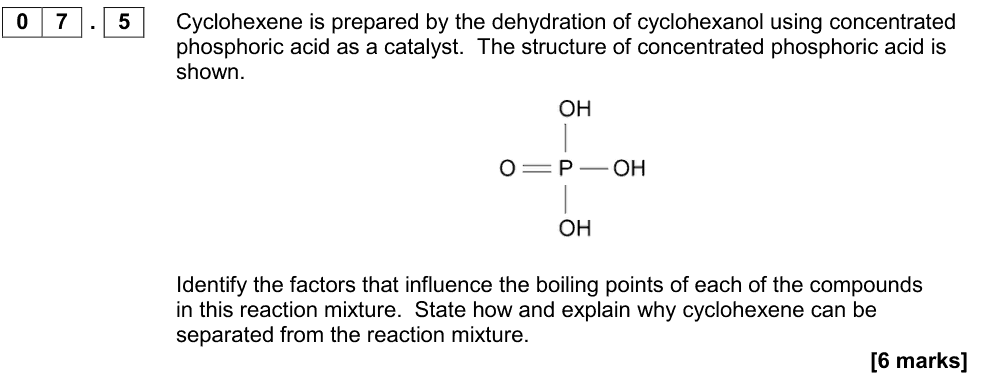 0 7 . 5 Cyclohexene is prepared by the dehydration of cyclohexanol using concentrated
phosphoric acid as a catalyst. The structure of concentrated phosphoric acid is
shown.
OH
O = P — OH
OH
Identify the factors that influence the boiling points of each of the compounds
in this reaction mixture. State how and explain why cyclohexene can be
separated from the reaction mixture.
[6 marks]